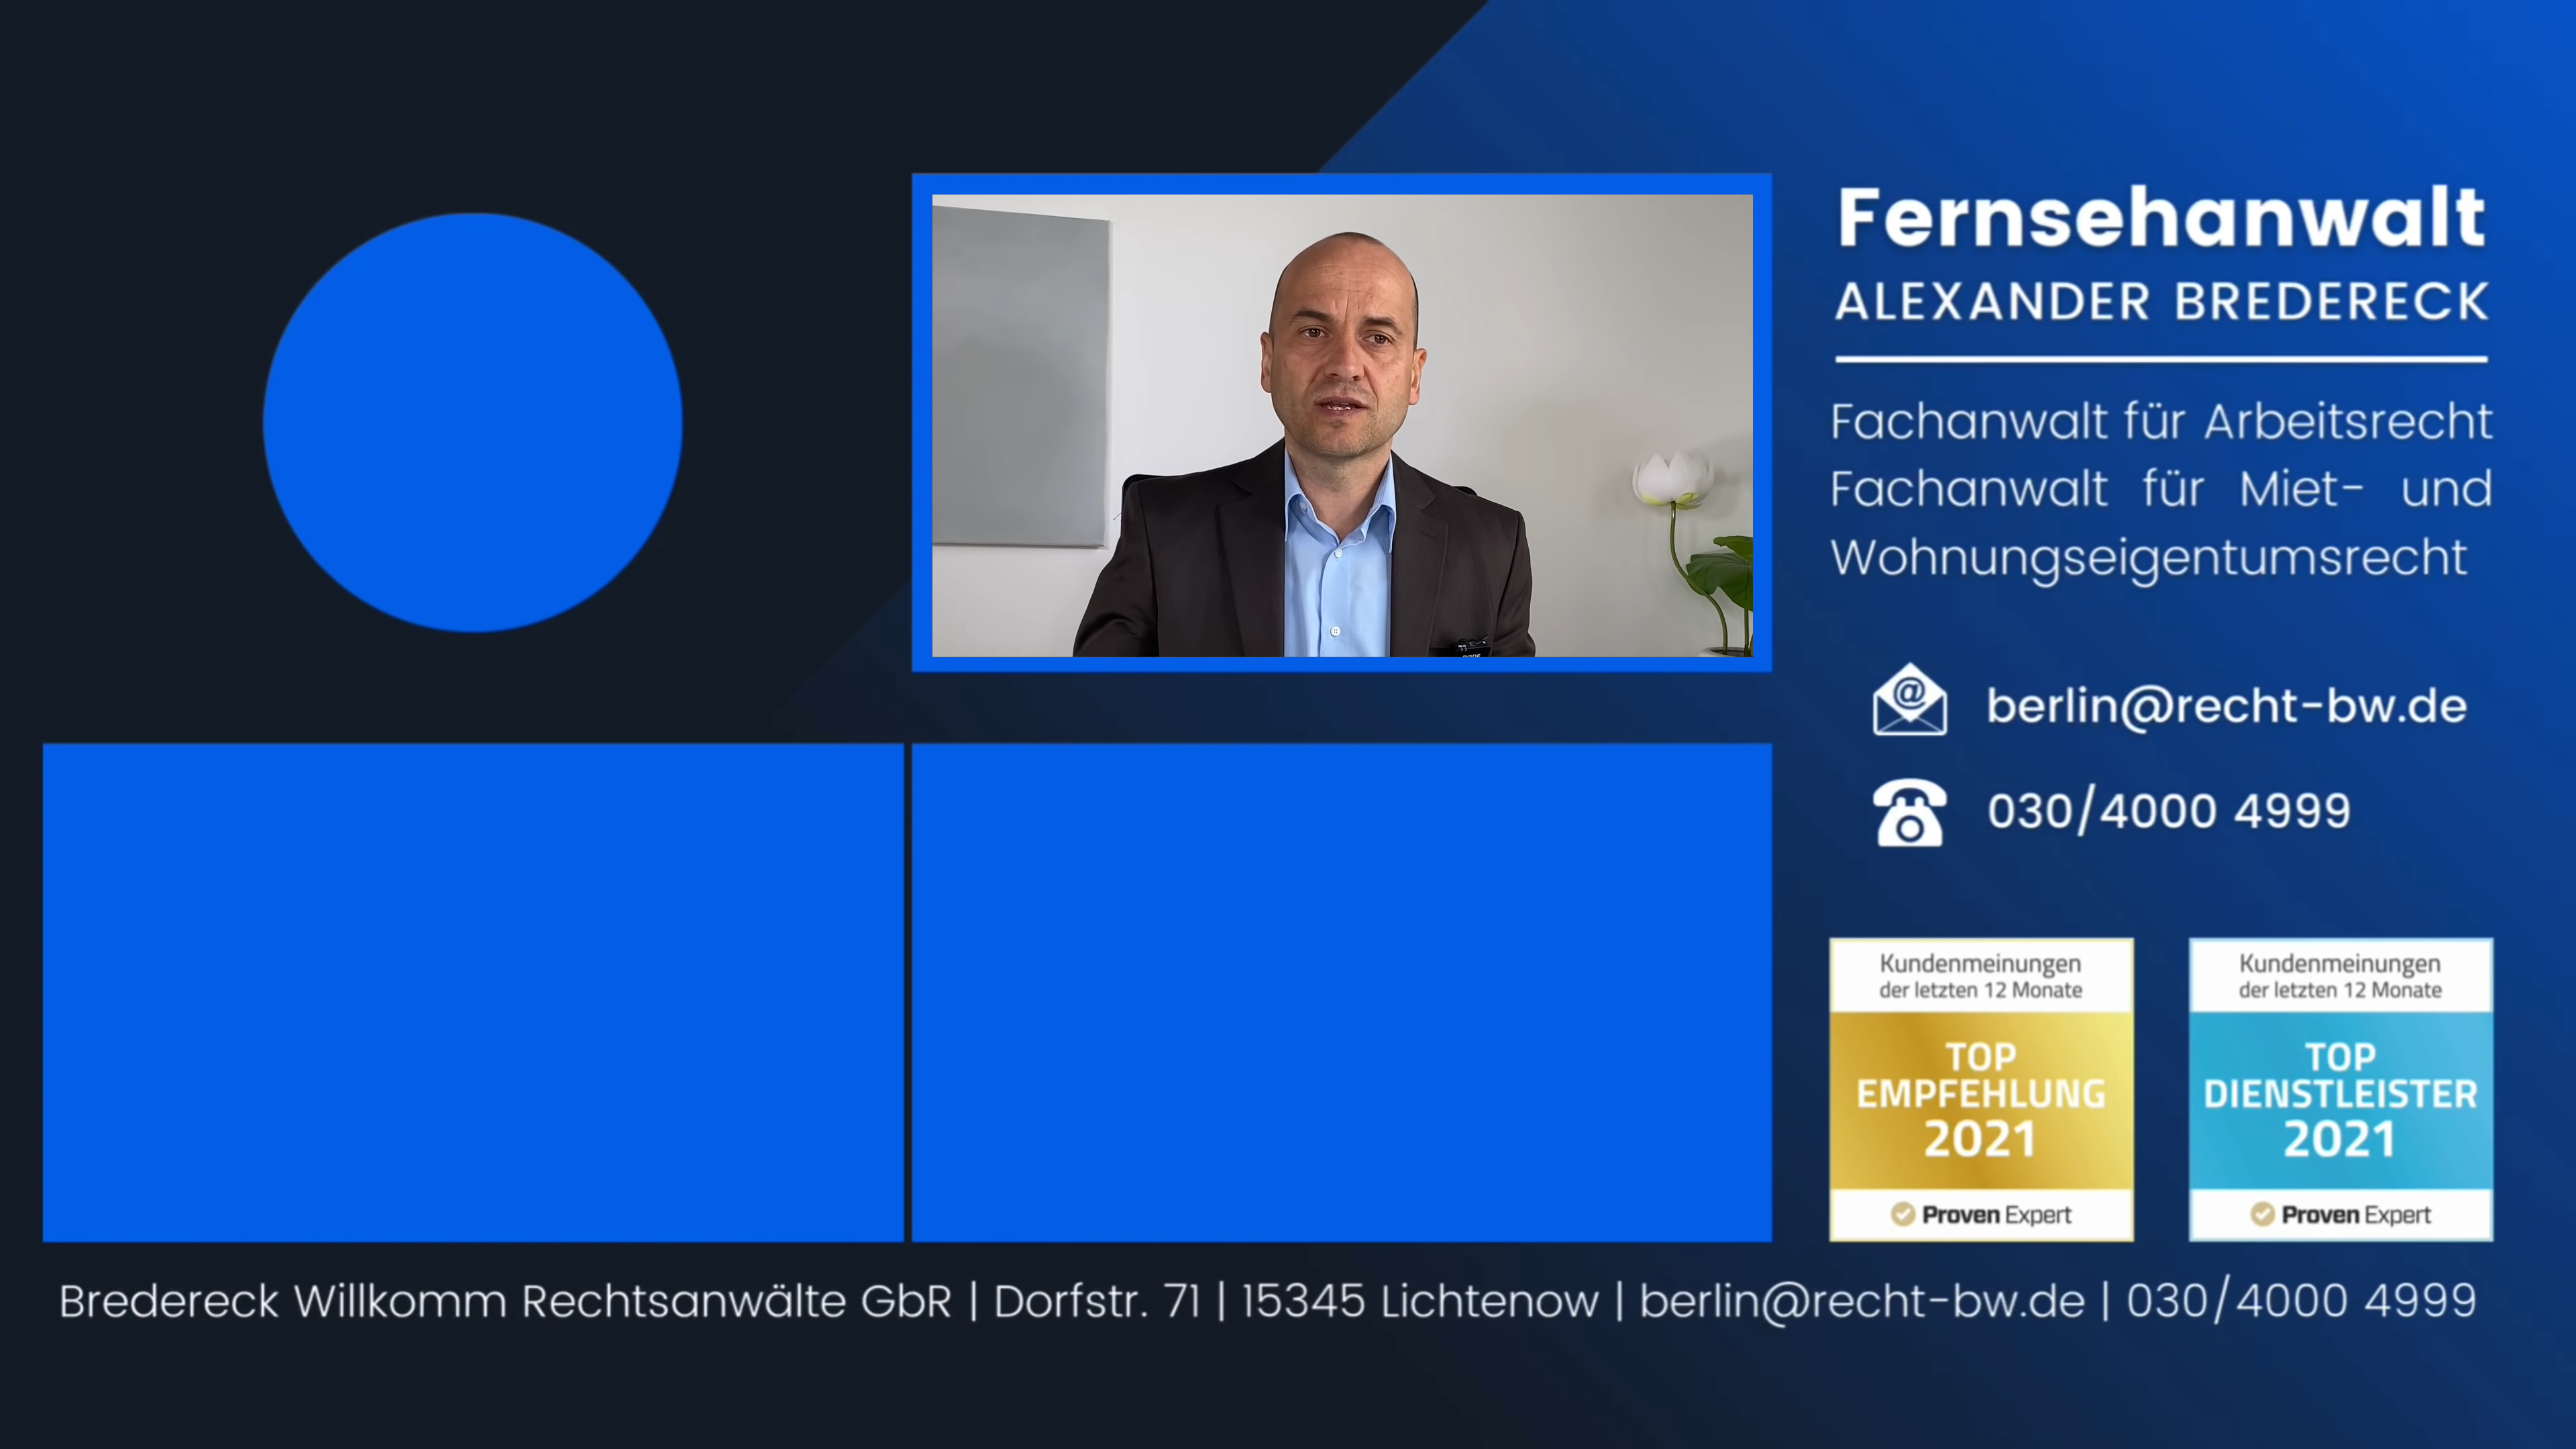 Fernsehanwalt
ALEXANDER BREDERECK
Fachanwalt für Arbeitsrecht
Fachanwalt für Miet- und
Wohnungseigentumsrecht
berlin@recht-bw.de
030/4000 4999
Kundenmeinungen
der letzten 12 Monate
TOP
EMPFEHLUNG
2021
Proven Expert
Kundenmeinungen
der letzten 12 Monate
TOP
DIENSTLEISTER
2021
Proven Expert
Bredereck Willkomm Rechtsanwälte GbR | Dorfstr. 71 | 15345 Lichtenow | berlin@recht-bw.de | 030/4000 4999